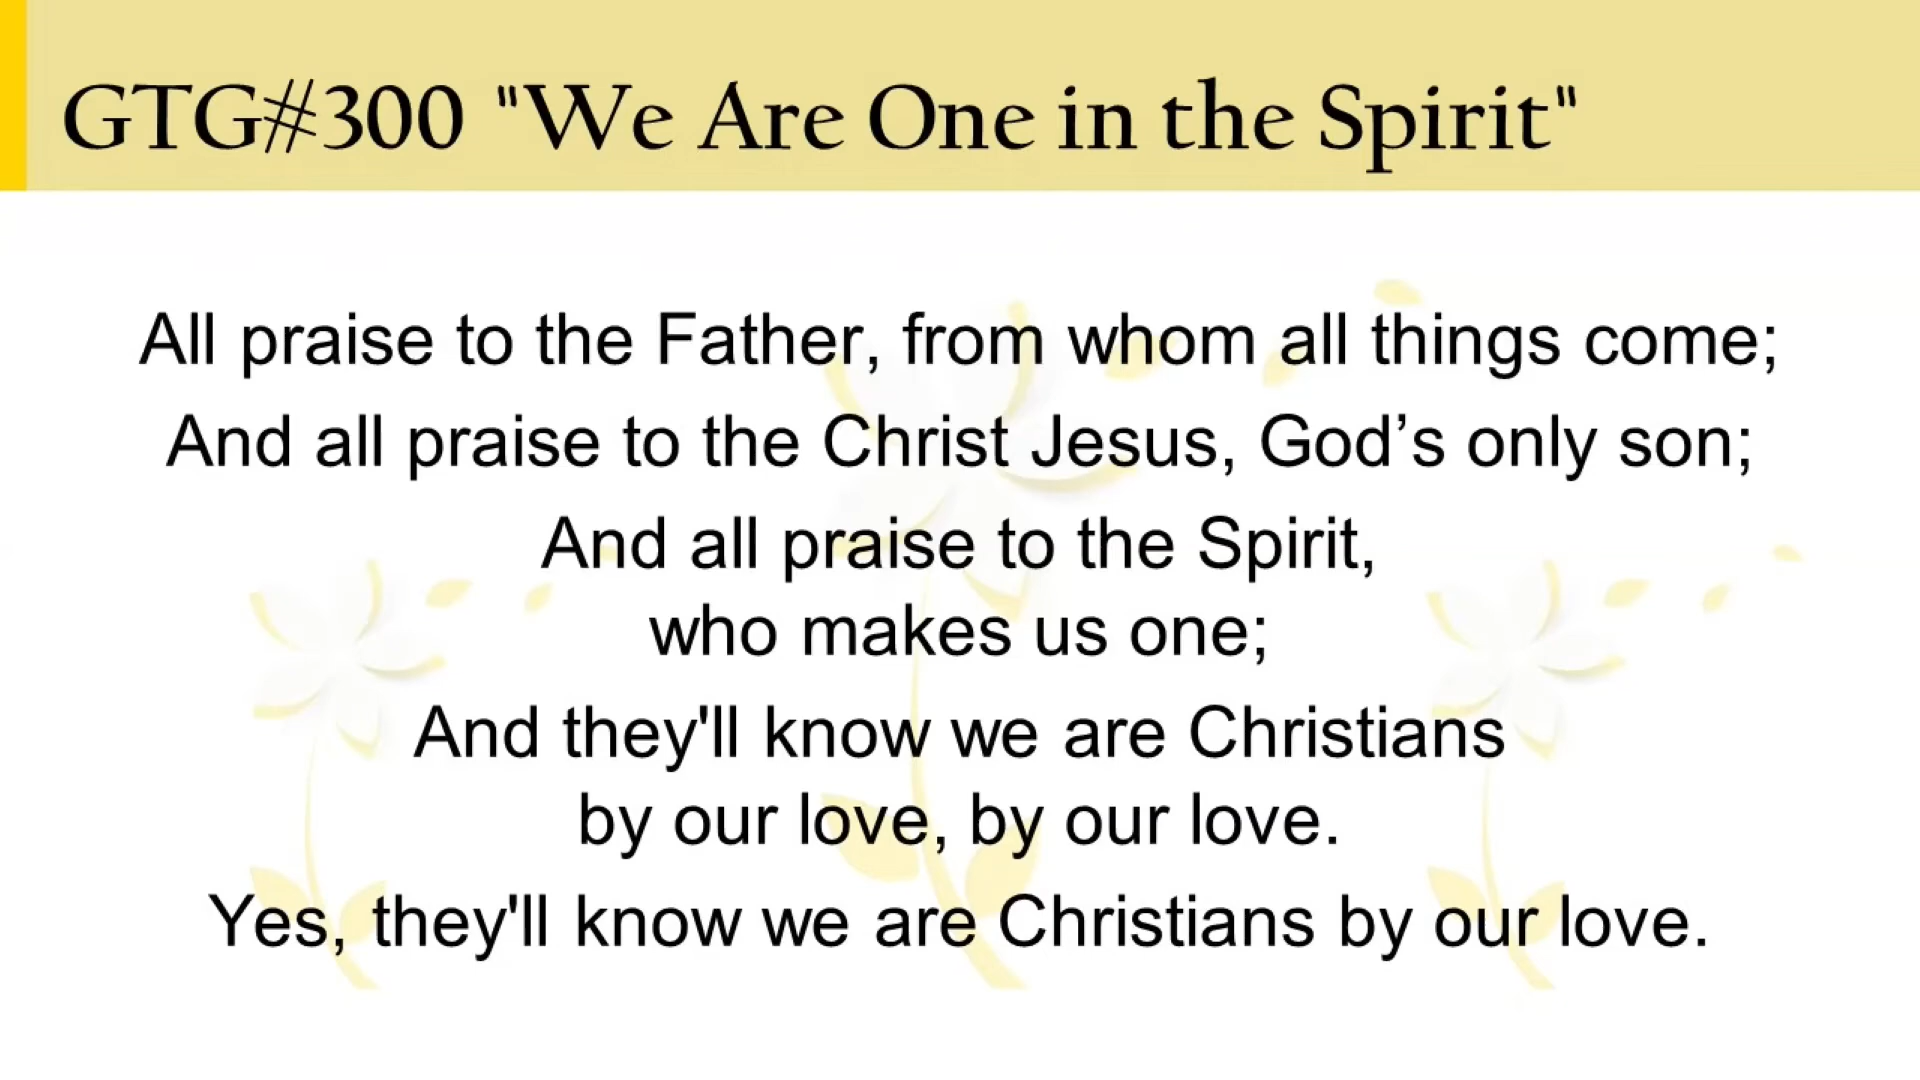 GTG#300 "We Are One in the Spirit"
All praise to the Father, from whom all things come;
And all praise to the Christ Jesus, God’s only son;
And all praise to the Spirit,
who makes us one;
And they'll know we are Christians
by our love, by our love.
Yes, they'll know we are Christians by our love.